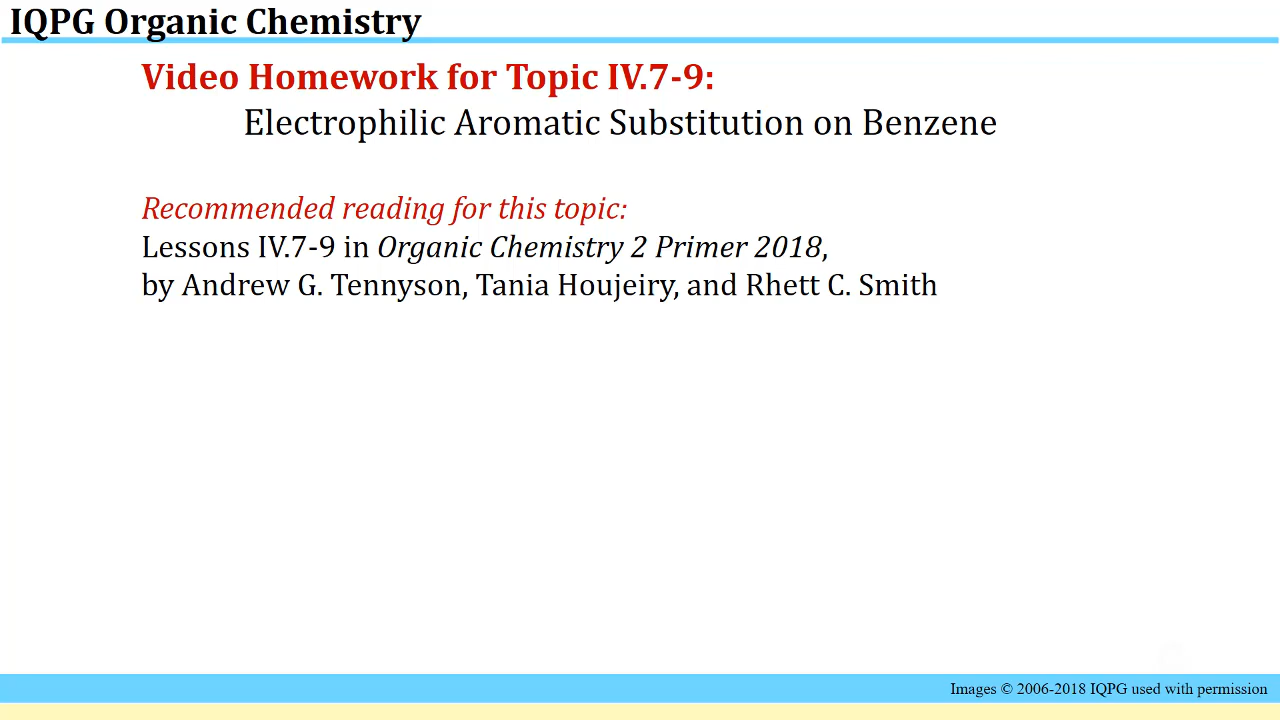 IQPG Organic Chemistry
Video Homework for Topic IV.7-9:
Electrophilic Aromatic Substitution on Benzene
Recommended reading for this topic:
Lessons IV.7-9 in Organic Chemistry 2 Primer 2018,
by Andrew G. Tennyson, Tania Houjeiry, and Rhett C. Smith
Images © 2006-2018 IQPG used with permission